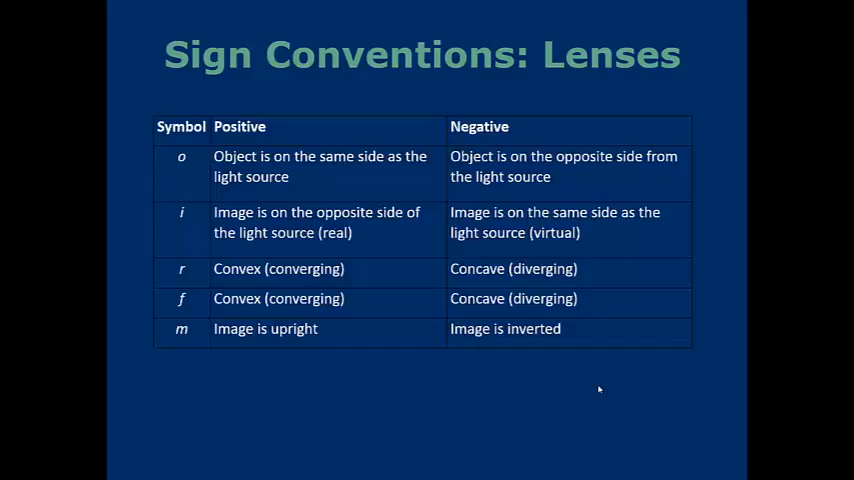 Sign Conventions: Lenses
Symbol Positive Negative
o Object is on the same side as the Object is on the opposite side from
light source the light source
i Image is on the opposite side of Image is on the same side as the
the light source (real) light source (virtual)
r Convex (converging) Concave (diverging)
f Convex (converging) Concave (diverging)
m Image is upright Image is inverted